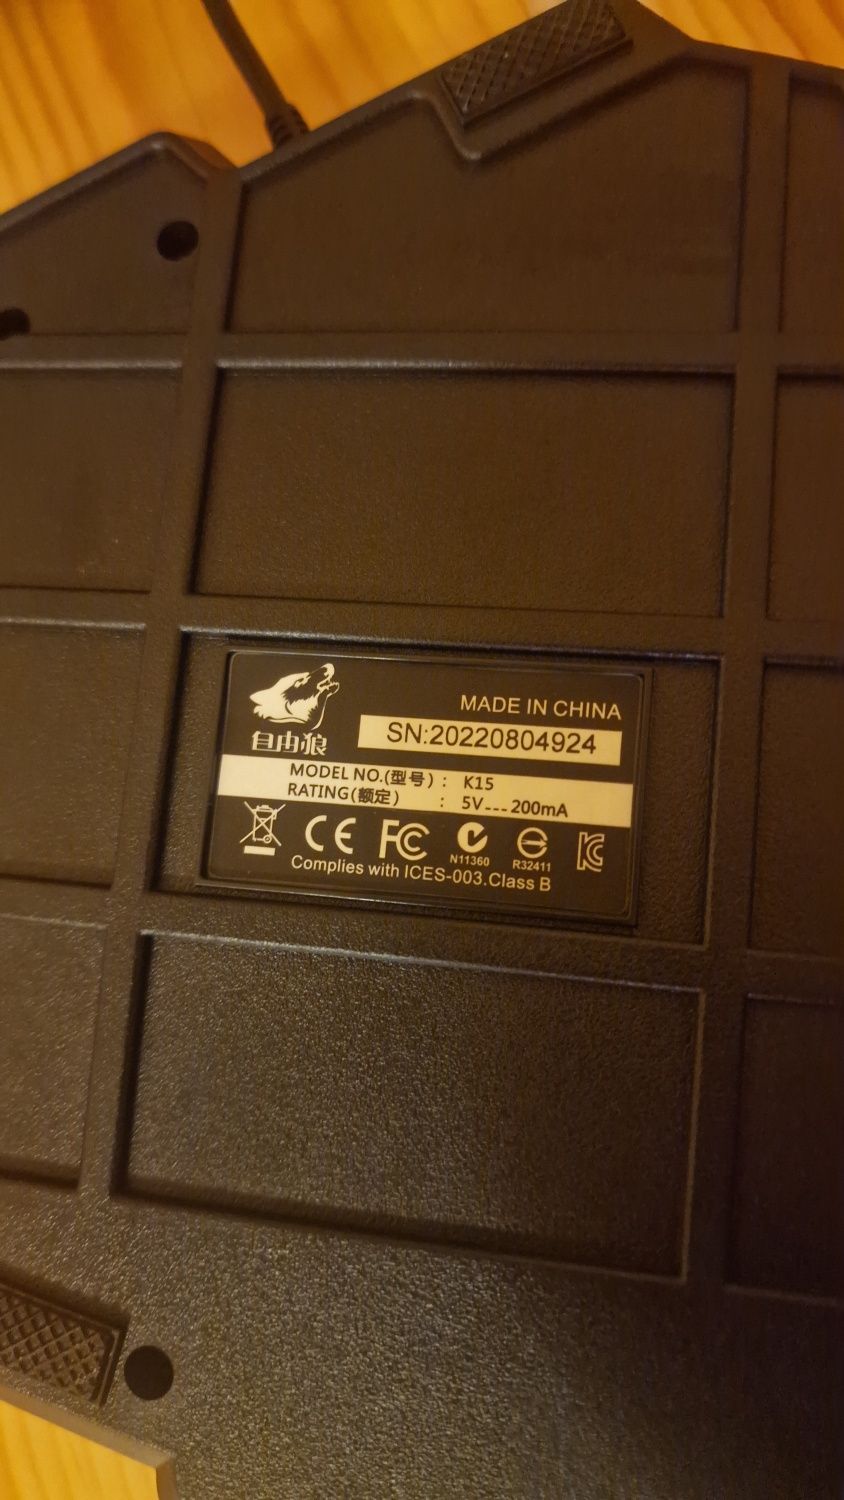 自由狼
MADE IN CHINA
SN:20220804924
MODEL NO.(型号) : K15
RATING(额定) : 5V---200mA
CE FC
N11360
R32411
Complies with ICES-003.Class B